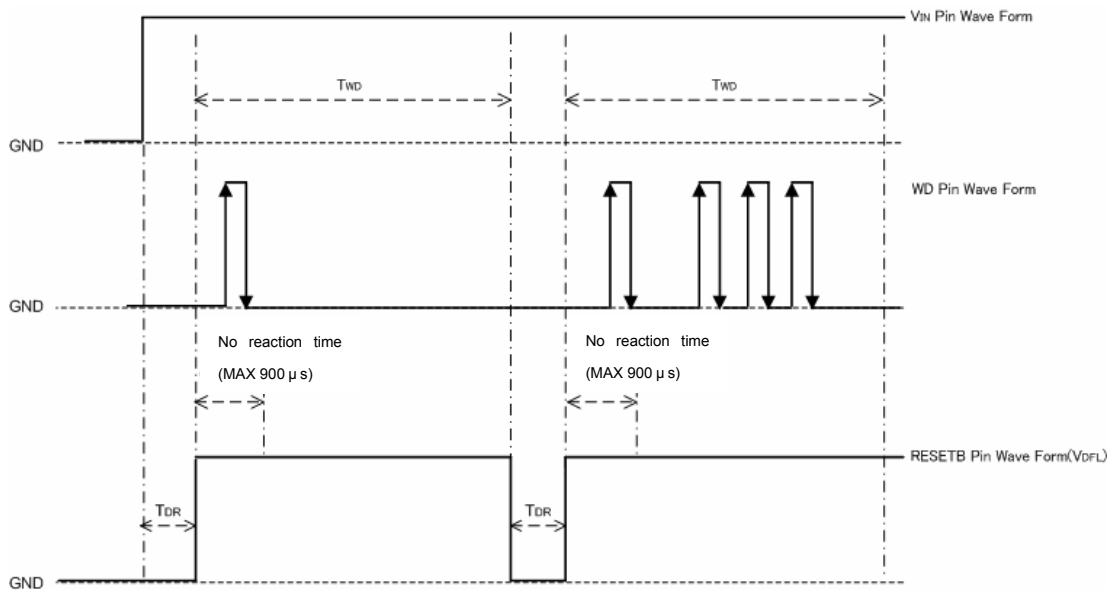 VIN Pin Wave Form
TWD TWD
GND
WD Pin Wave Form
GND
No reaction time
(MAX 900 μ s)
No reaction time
(MAX 900 μ s)
RESETB Pin Wave Form(VDFL)
TDR TDR
GND